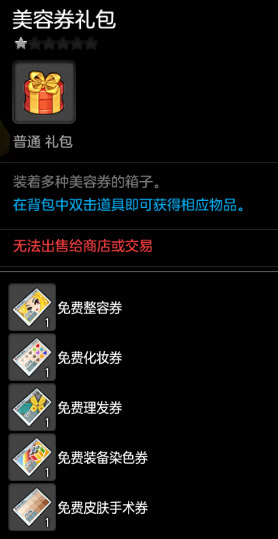 美容券礼包
普通 礼包
装着多种美容券的箱子。
在背包中双击道具即可获得相应物品。
无法出售给商店或交易
免费整容券
1
免费化妆券
1
免费理发券
1
免费装备染色券
1
免费皮肤手术券
1